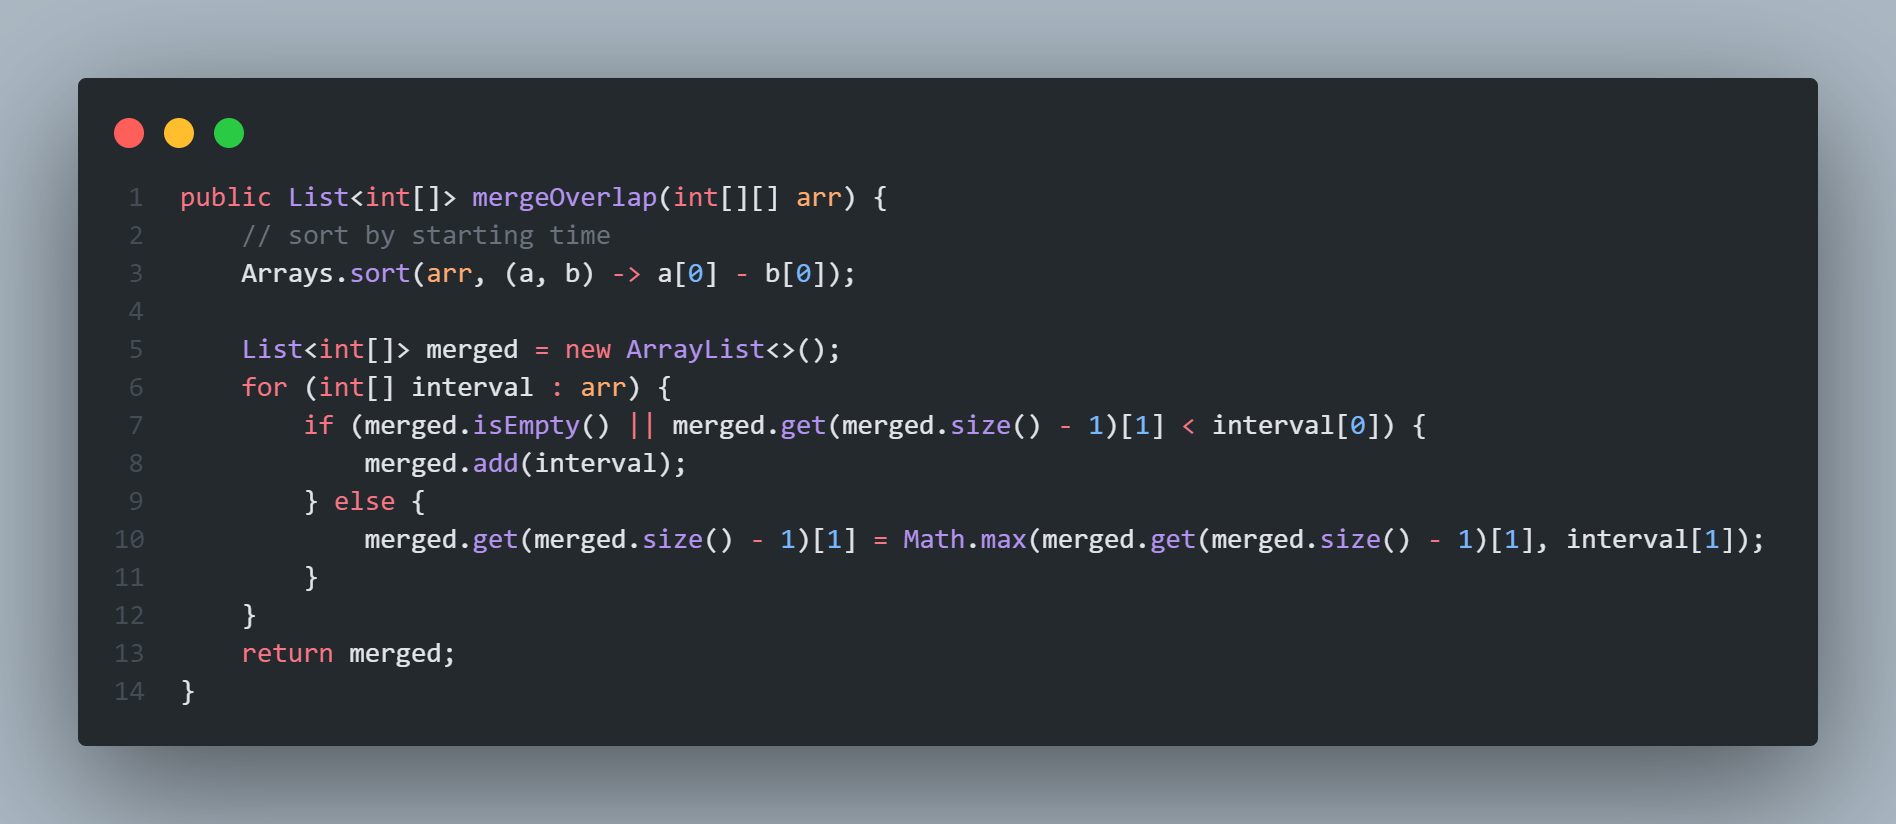 1 public List<int[]> mergeOverlap(int[][] arr) {
2     // sort by starting time
3     Arrays.sort(arr, (a, b) -> a[0] - b[0]);
4
5     List<int[]> merged = new ArrayList<>();
6     for (int[] interval : arr) {
7         if (merged.isEmpty() || merged.get(merged.size() - 1)[1] < interval[0]) {
8             merged.add(interval);
9         } else {
10             merged.get(merged.size() - 1)[1] = Math.max(merged.get(merged.size() - 1)[1], interval[1]);
11         }
12     }
13     return merged;
14 }